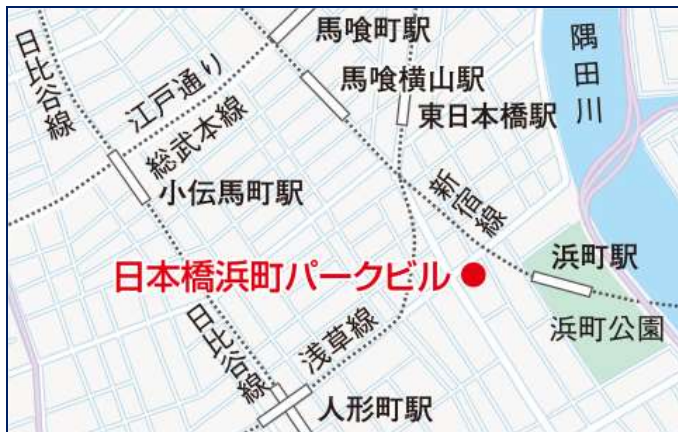 馬喰町駅
日比谷線
江戸通り
馬喰横山駅
隅田川
総武本線
東日本橋駅
小伝馬町駅
新宿線
浜町駅
日本橋浜町パークビル
日比谷線
浅草線
浜町公園
人形町駅